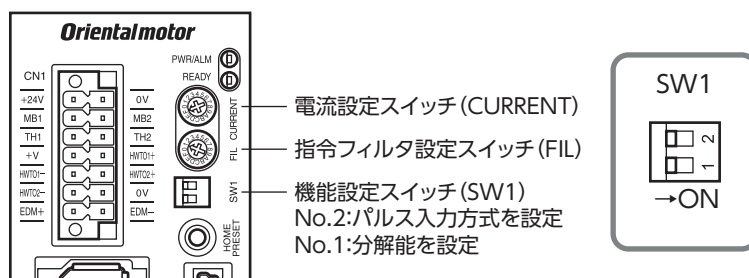 Orientalmotor
PWR/ALM
READY
CN1
+24V 0V
MB1 MB2
TH1 TH2
+V HWTO1+
HWTO1− HWTO2+
HWTO2− 0V
EDM+ EDM−
CURRENT
FIL
SW1
HOME
PRESET
電流設定スイッチ(CURRENT)
指令フィルタ設定スイッチ(FIL)
機能設定スイッチ(SW1)
No.2:パルス入力方式を設定
No.1:分解能を設定
SW1
2
1
→ON